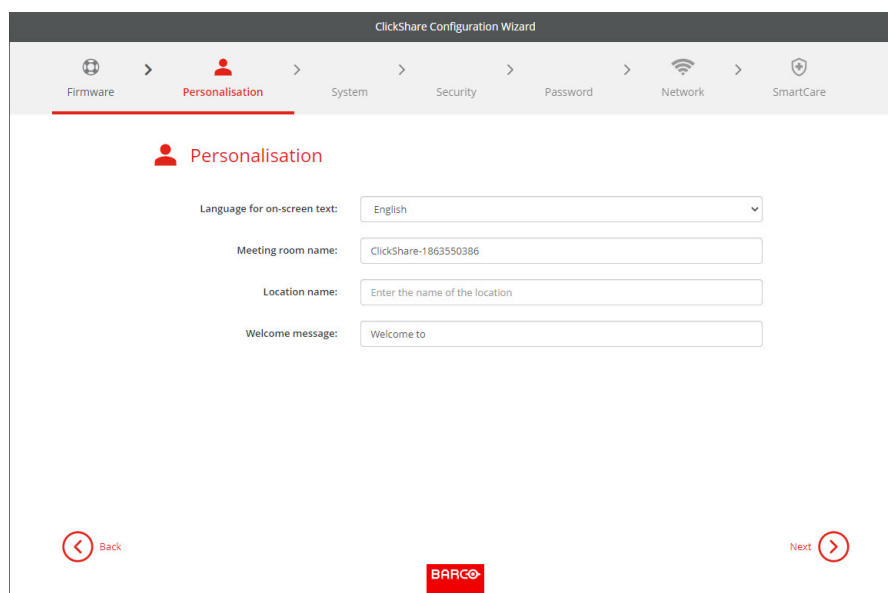 ClickShare Configuration Wizard
Firmware
Personalisation
System
Security
Password
Network
SmartCare
Personalisation
Language for on-screen text: English
Meeting room name: ClickShare-1863550386
Location name: Enter the name of the location
Welcome message: Welcome to
Back
Next
BARCO